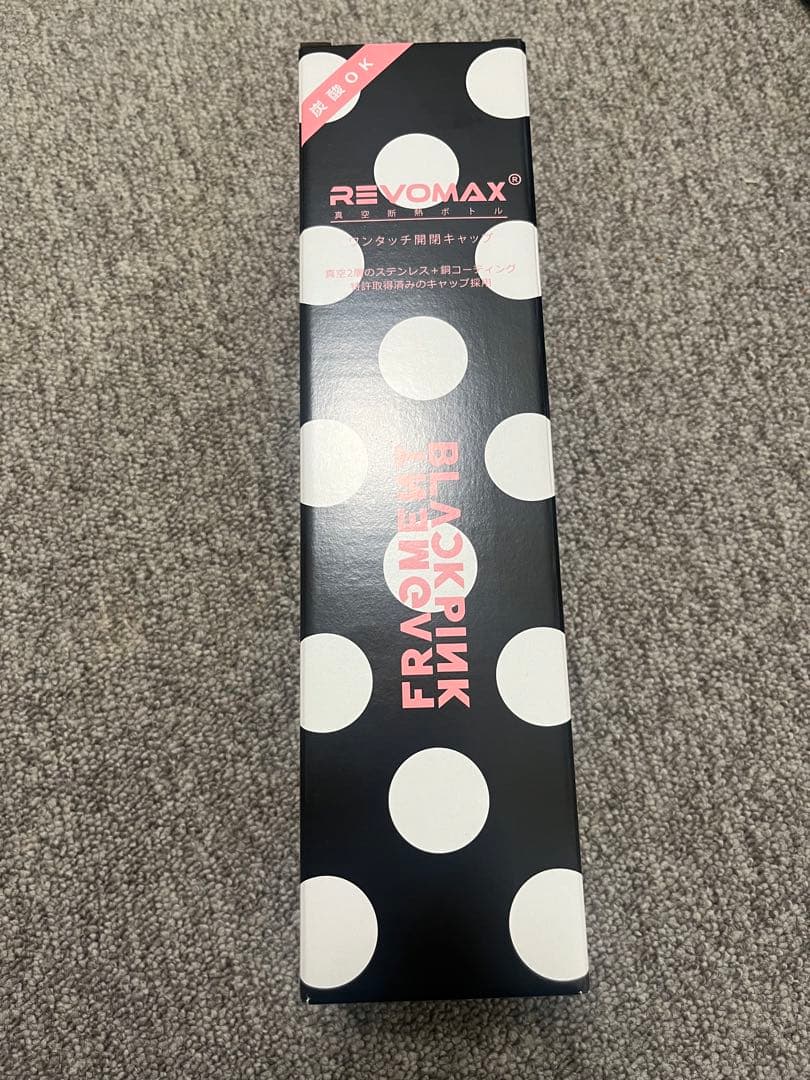 炭酸OK
REVOMAX®
真空断熱ボトル
ワンタッチ開閉キャップ
真空2層のステンレス+銅コーティング
特許取得済みのキャップ採用
BLACKPINK
FRAGMENT